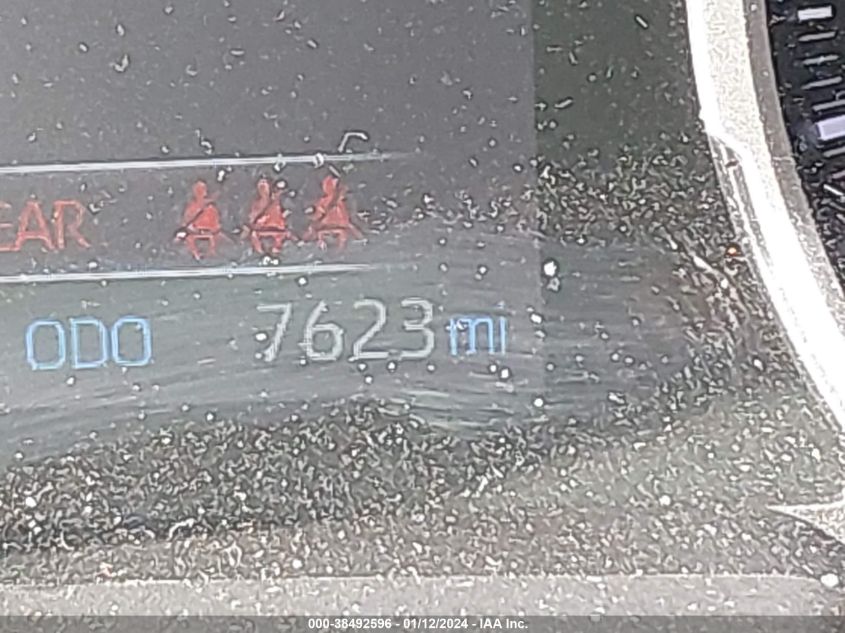 EAR
ODO 7623 mi
000-38492596 - 01/12/2024 - IAA Inc.